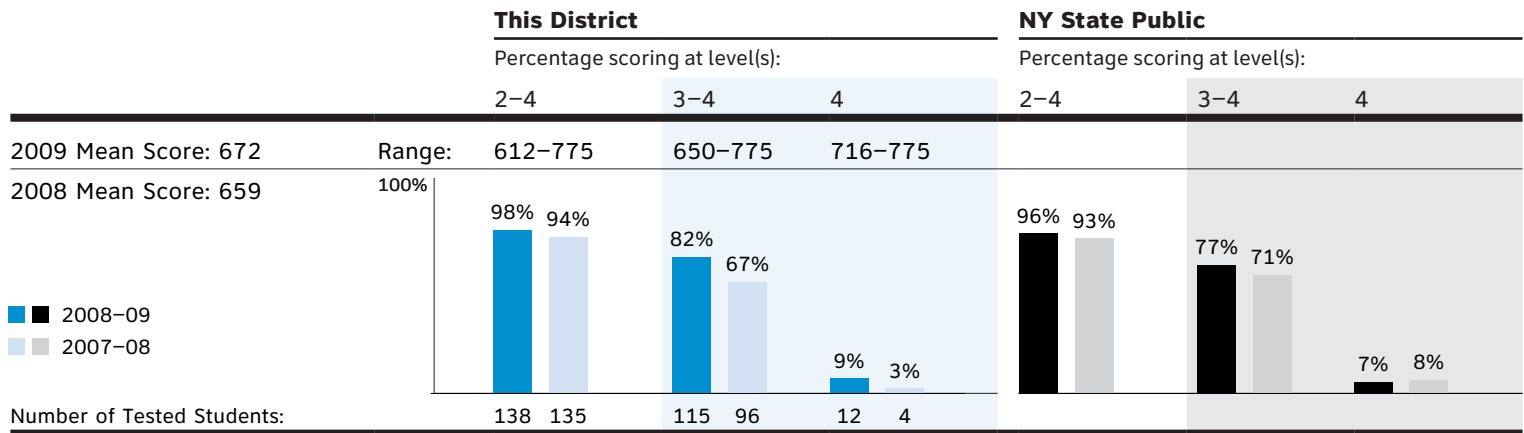 This District NY State Public
Percentage scoring at level(s): Percentage scoring at level(s):
2–4 3–4 4 2–4 3–4 4
2009 Mean Score: 672 Range: 612–775 650–775 716–775
2008 Mean Score: 659 100%
98% 94% 82% 67% 9% 3% 96% 93% 77% 71% 7% 8%
2008–09
2007–08
Number of Tested Students: 138 135 115 96 12 4